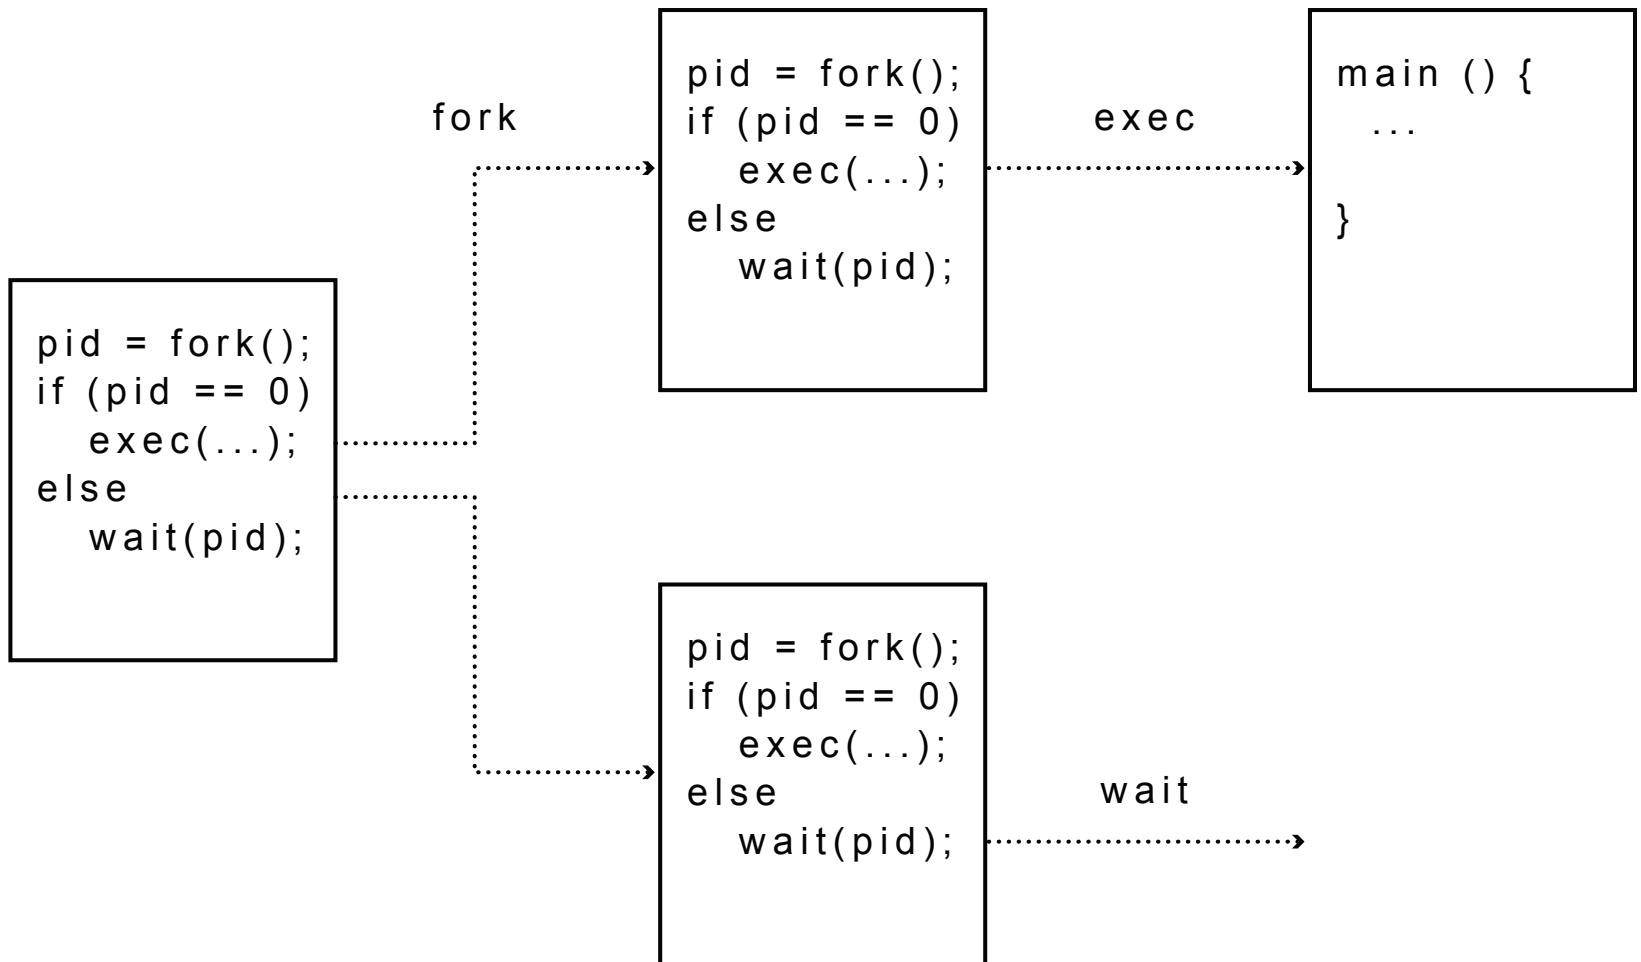 pid = fork();
if (pid == 0)
   exec(...);
else
   wait(pid);
fork
pid = fork();
if (pid == 0)
   exec(...);
else
   wait(pid);
exec
main () {
  ...
}
pid = fork();
if (pid == 0)
   exec(...);
else
   wait(pid);
wait